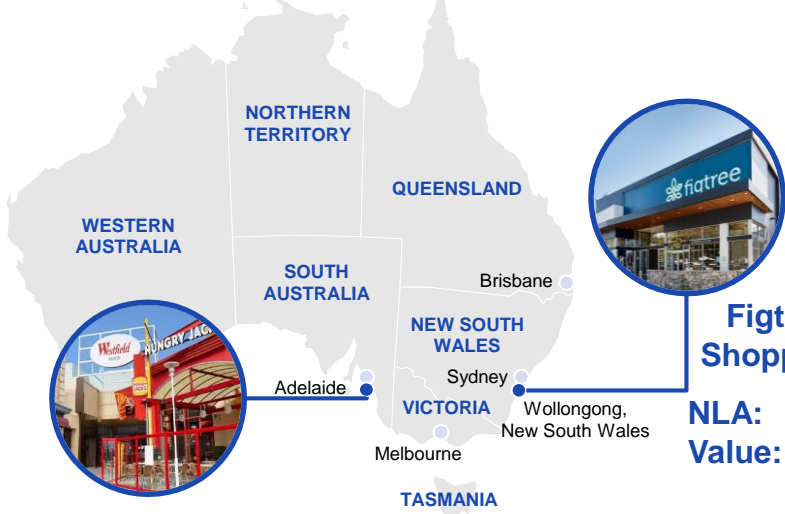 NORTHERN
TERRITORY
figtree
QUEENSLAND
WESTERN
AUSTRALIA
SOUTH
AUSTRALIA
Brisbane
Westfield
HUNGRY JAC
NEW SOUTH
WALES
Figt
Shopp
Sydney
Adelaide
VICTORIA
Wollongong,
New South Wales
NLA:
Value:
Melbourne
TASMANIA